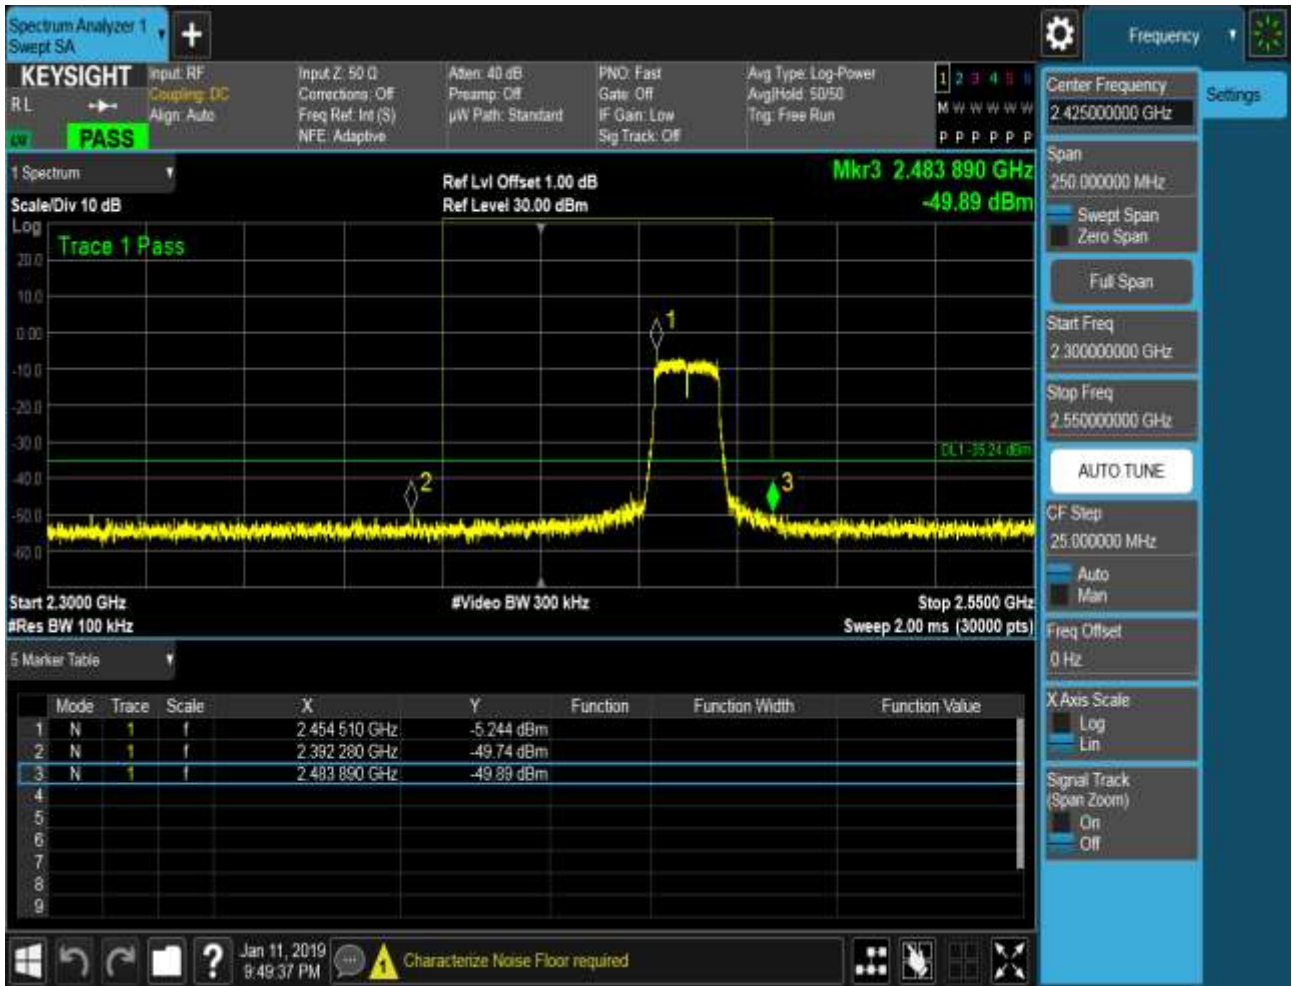 Spectrum Analyzer 1
Swept SA
Frequency
KEYSIGHT
RL
PASS
Input: RF
Coupling: DC
Align: Auto
Input Z: 50 Ω
Corrections: Off
Freq Ref: Int (S)
NFE: Adaptive
Atten: 40 dB
Preamp: Off
µW Path: Standard
PNO: Fast
Gate: Off
IF Gain: Low
Sig Track: Off
Avg Type: Log-Power
Avg|Hold: 50/50
Trig: Free Run
1 2 3 4 5 6
M W W W W W
P P P P P P
1 Spectrum
Scale/Div 10 dB
Ref Lvl Offset 1.00 dB
Ref Level 30.00 dBm
Mkr3 2.483 890 GHz
-49.89 dBm
Log
Trace 1 Pass
20.0
10.0
0.00
-10.0
-20.0
-30.0
-40.0
-50.0
-60.0
1
2
3
DL1 -35.24 dBm
Start 2.3000 GHz
#Res BW 100 kHz
#Video BW 300 kHz
Stop 2.5500 GHz
Sweep 2.00 ms (30000 pts)
5 Marker Table
Mode Trace Scale X Y Function Function Width Function Value
1 N 1 f 2.454 510 GHz -5.244 dBm
2 N 1 f 2.392 280 GHz -49.74 dBm
3 N 1 f 2.483 890 GHz -49.89 dBm
4
5
6
7
8
9
Jan 11, 2019
9:49:37 PM
1
Characterize Noise Floor required
Center Frequency
2.425000000 GHz
Settings
Span
250.000000 MHz
Swept Span
Zero Span
Full Span
Start Freq
2.300000000 GHz
Stop Freq
2.550000000 GHz
AUTO TUNE
CF Step
25.000000 MHz
Auto
Man
Freq Offset
0 Hz
X Axis Scale
Log
Lin
Signal Track
(Span Zoom)
On
Off